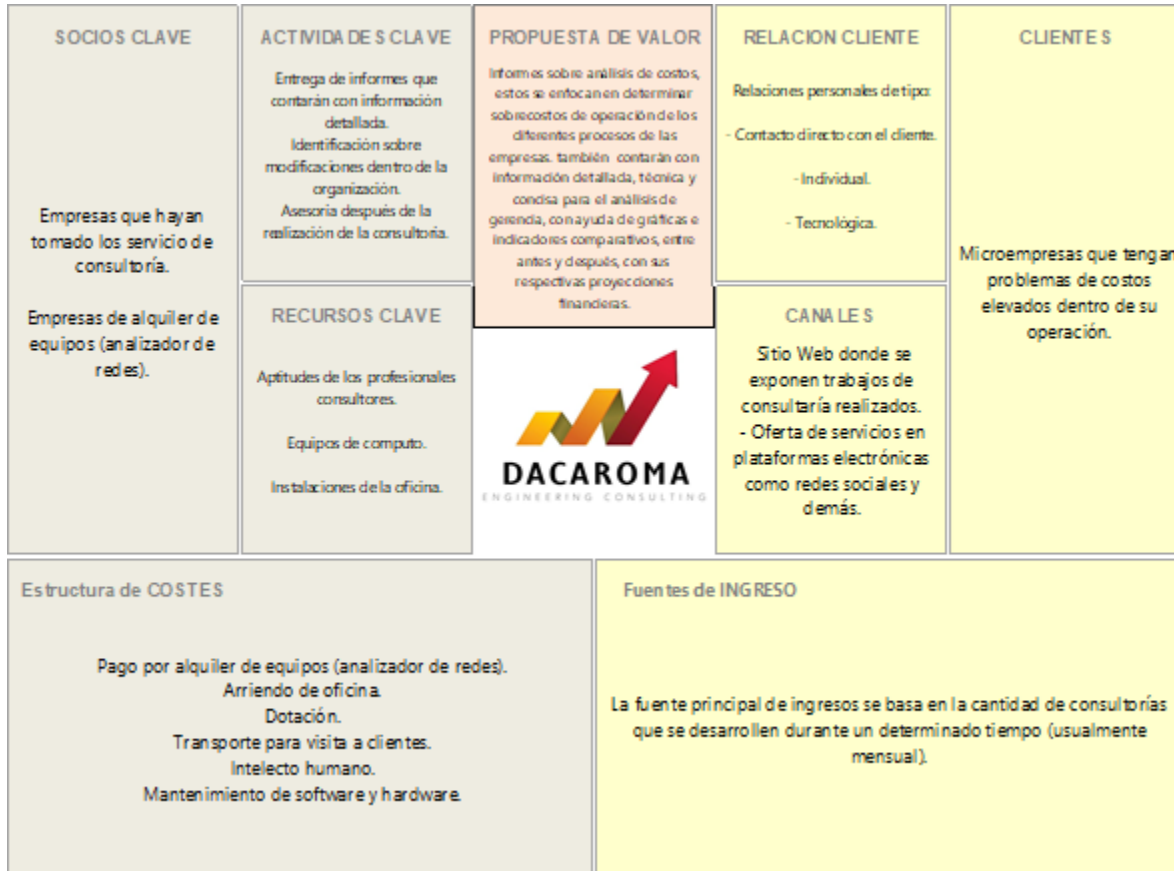 SOCIOS CLAVE
Empresas que hayan
tomado los servicio de
consultoría.
Empresas de alquiler de
equipos (analizador de
redes).
ACTIVIDADES CLAVE
Entrega de informes que
contarán con información
detallada.
Identificación sobre
modificaciones dentro de la
organización.
Asesoría después de la
realización de la consultoría.
RECURSOS CLAVE
Aptitudes de los profesionales
consultores.
Equipos de computo.
Instalaciones de la oficina.
PROPUESTA DE VALOR
Informes sobre análisis de costos,
estos se enfocan en determinar
sobrecostos de operación de los
diferentes procesos de las
empresas. también contarán con
información detallada, técnica y
concisa para el análisis de
gerencia, con ayuda de gráficas e
indicadores comparativos, entre
antes y después, con sus
respectivas proyecciones
financieras.
DACAROMA
ENGINEERING CONSULTING
RELACION CLIENTE
Relaciones personales de tipo:
- Contacto directo con el cliente.
- Individual.
- Tecnológica.
CANALES
Sitio Web donde se
exponen trabajos de
consultaría realizados.
- Oferta de servicios en
plataformas electrónicas
como redes sociales y
demás.
CLIENTES
Microempresas que tengan
problemas de costos
elevados dentro de su
operación.
Estructura de COSTES
Pago por alquiler de equipos (analizador de redes).
Arriendo de oficina.
Dotación.
Transporte para visita a clientes.
Intelecto humano.
Mantenimiento de software y hardware.
Fuentes de INGRESO
La fuente principal de ingresos se basa en la cantidad de consultorías
que se desarrollen durante un determinado tiempo (usualmente
mensual).